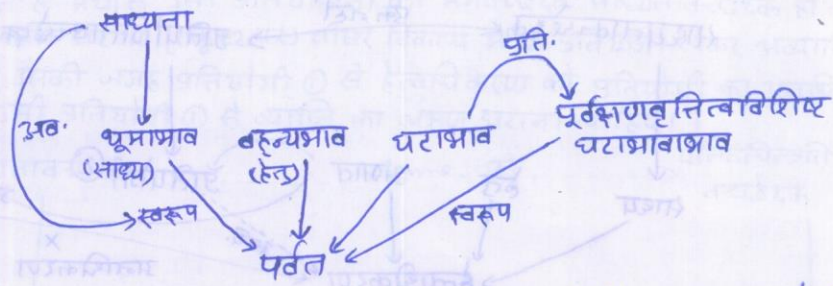 साध्यता
प्रति.
अव.
धूमाभाव
(साध्य)
वह्न्यभाव
(हेतु)
घटाभाव
पूर्वक्षणवृत्तित्वविशिष्ट
घटाभावाभाव
स्वरूप
स्वरूप
पर्वत